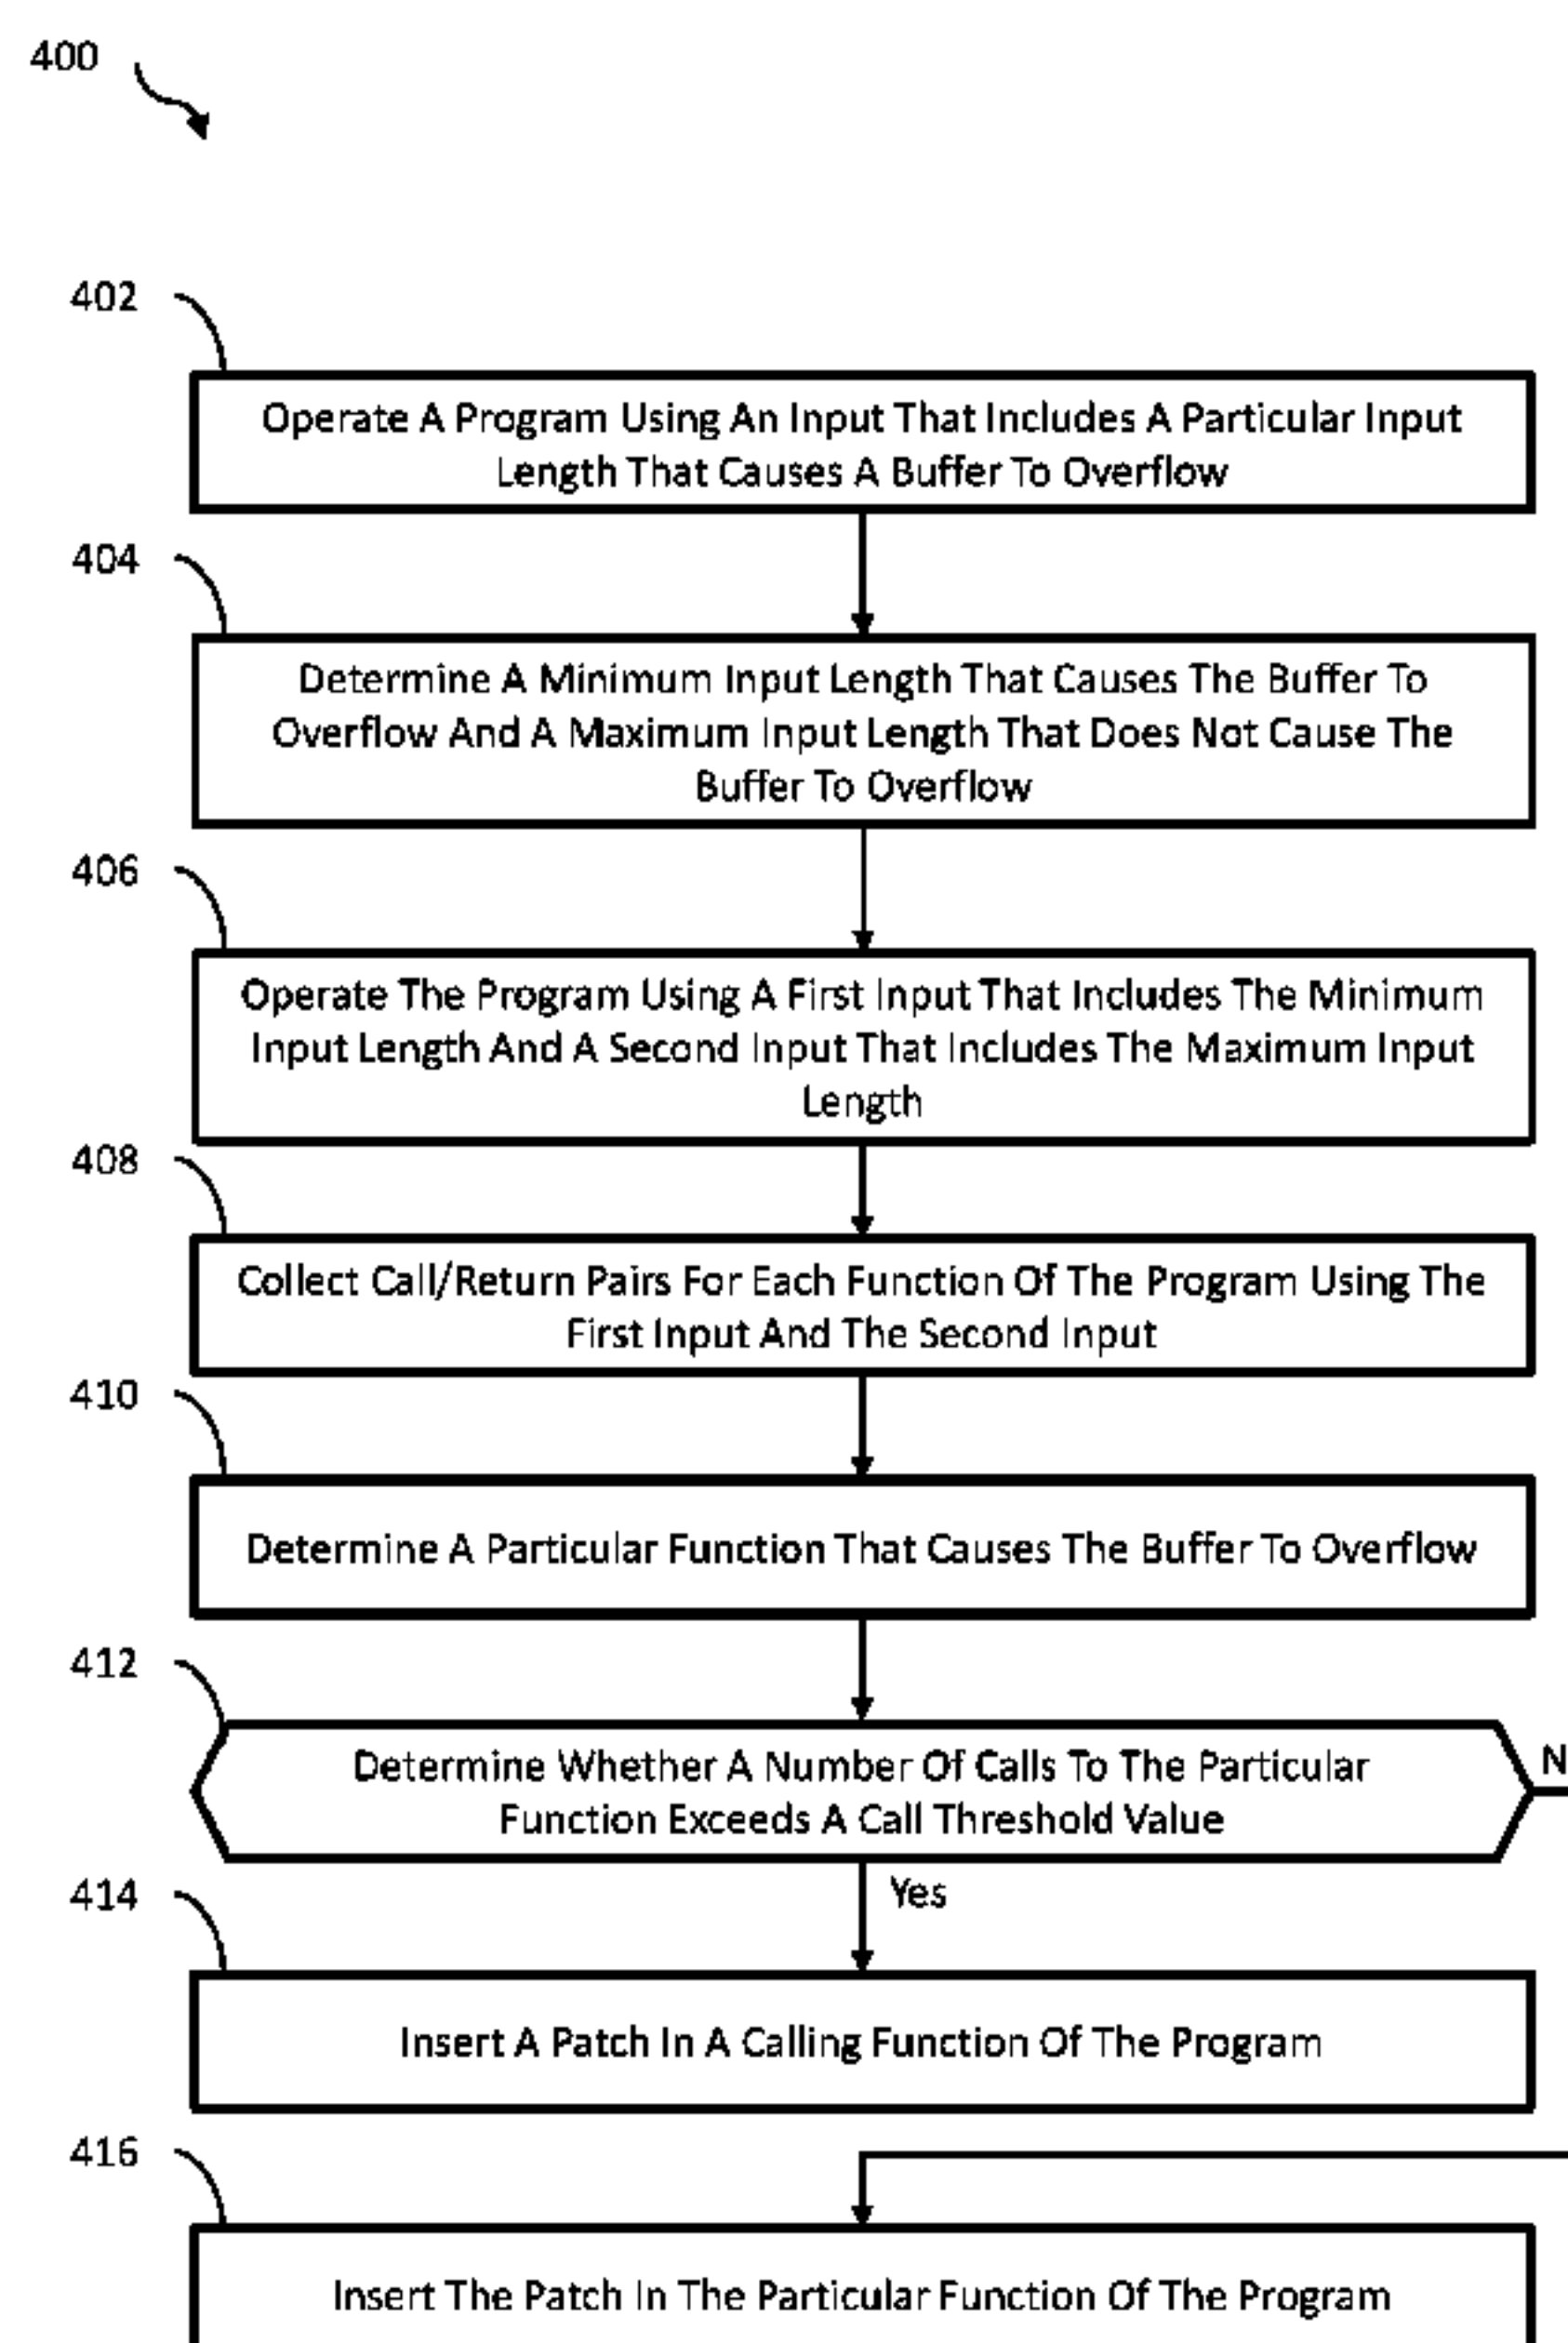 400
402
Operate A Program Using An Input That Includes A Particular Input
Length That Causes A Buffer To Overflow
404
Determine A Minimum Input Length That Causes The Buffer To
Overflow And A Maximum Input Length That Does Not Cause The
Buffer To Overflow
406
Operate The Program Using A First Input That Includes The Minimum
Input Length And A Second Input That Includes The Maximum Input
Length
408
Collect Call/Return Pairs For Each Function Of The Program Using The
First Input And The Second Input
410
Determine A Particular Function That Causes The Buffer To Overflow
412
Determine Whether A Number Of Calls To The Particular
Function Exceeds A Call Threshold Value
Yes
414
Insert A Patch In A Calling Function Of The Program
416
Insert The Patch In The Particular Function Of The Program